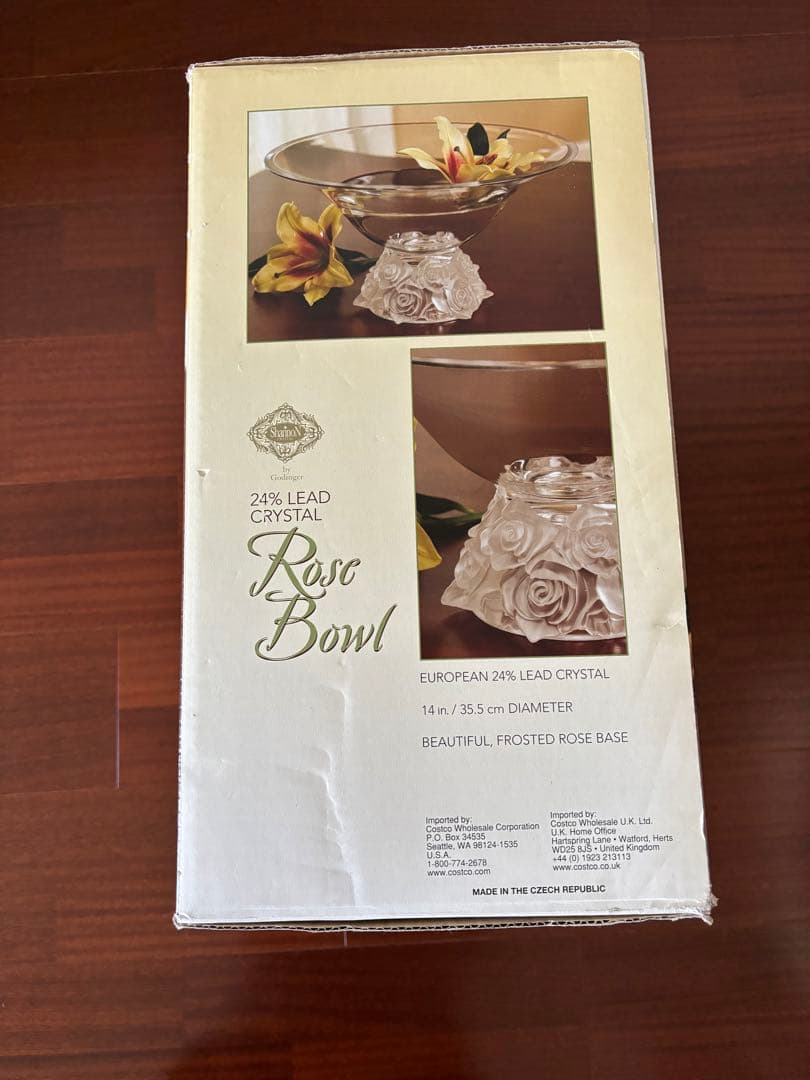 Shannon
by
Godinger
24% LEAD
CRYSTAL
Rose
Bowl
EUROPEAN 24% LEAD CRYSTAL
14 in. / 35.5 cm DIAMETER
BEAUTIFUL, FROSTED ROSE BASE
Imported by:
Costco Wholesale Corporation
P.O. Box 34535
Seattle, WA 98124-1535
U.S.A.
1-800-774-2678
www.costco.com
Imported by:
Costco Wholesale U.K. Ltd.
U.K. Home Office
Hartspring Lane • Watford, Herts
WD25 8JS • United Kingdom
+44 (0) 1923 213113
www.costco.co.uk
MADE IN THE CZECH REPUBLIC